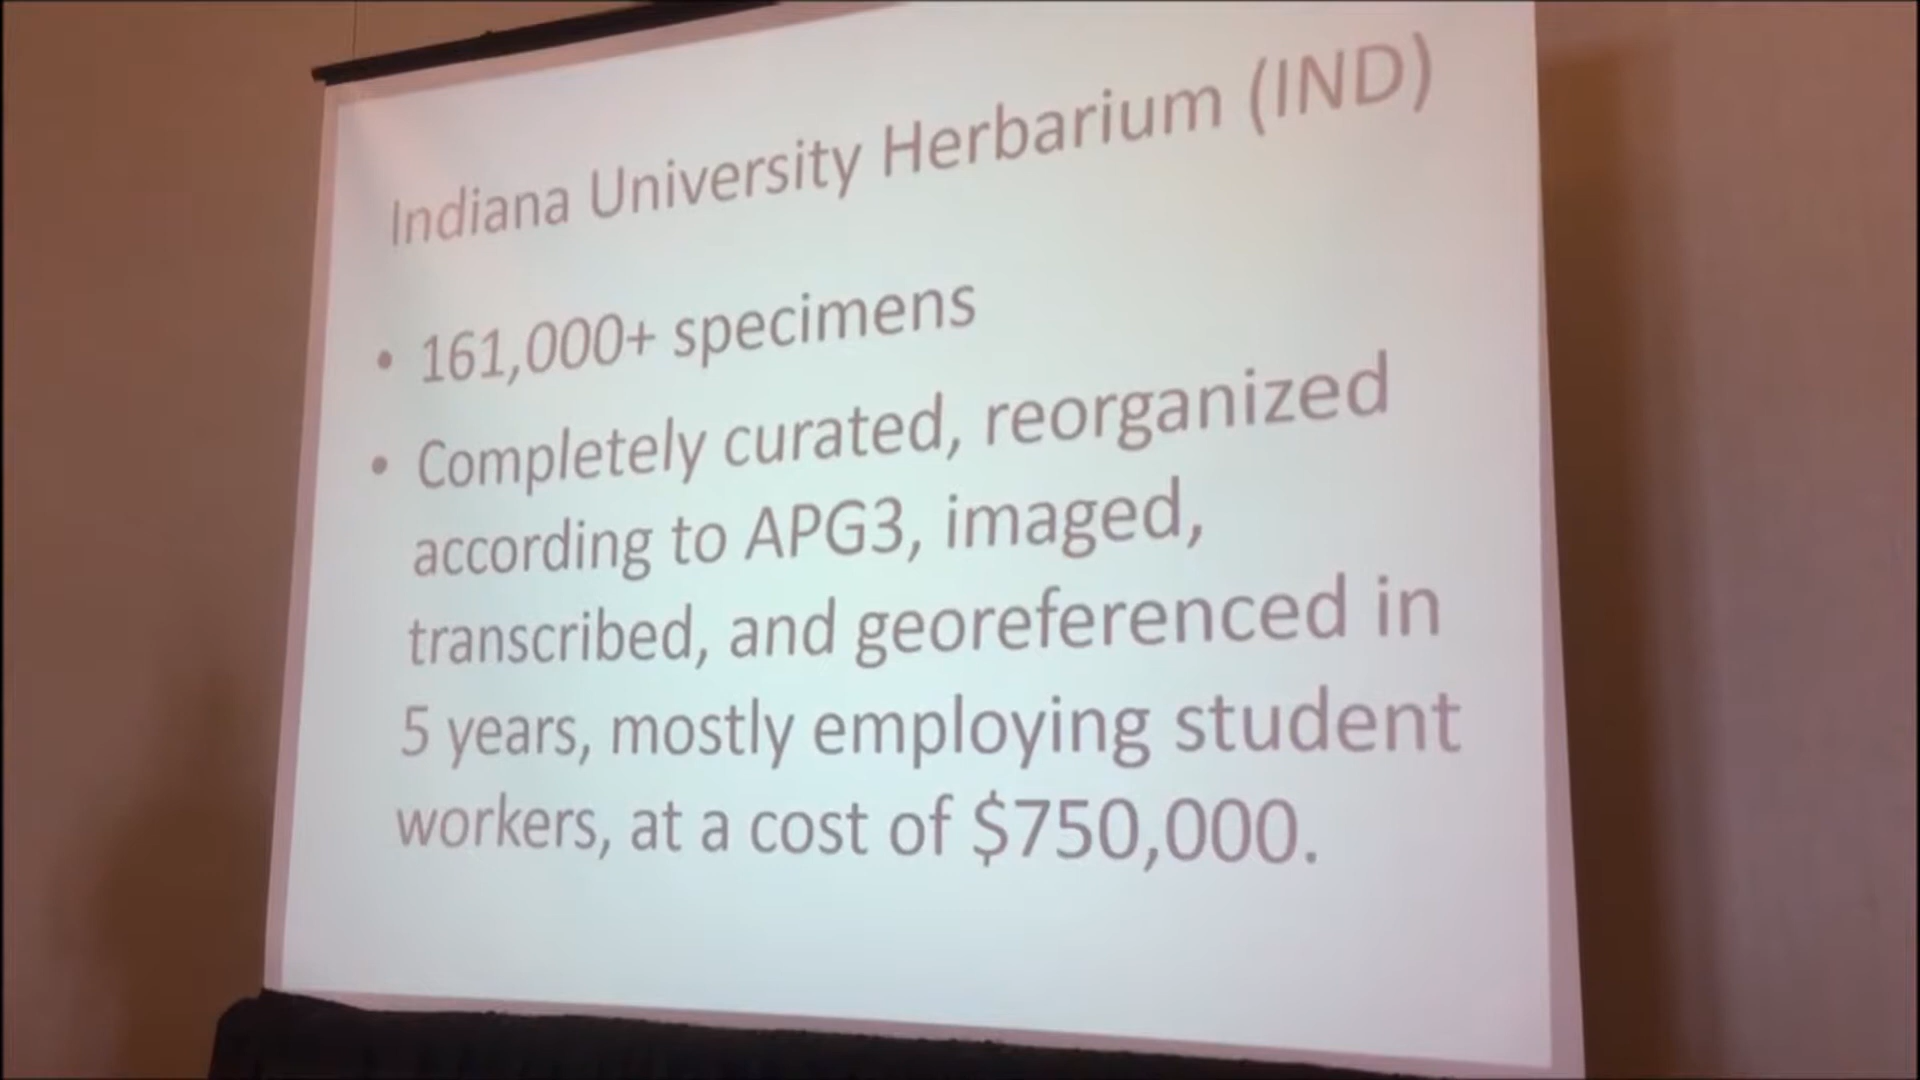 Indiana University Herbarium (IND)
• 161,000+ specimens
• Completely curated, reorganized
according to APG3, imaged,
transcribed, and georeferenced in
5 years, mostly employing student
workers, at a cost of $750,000.